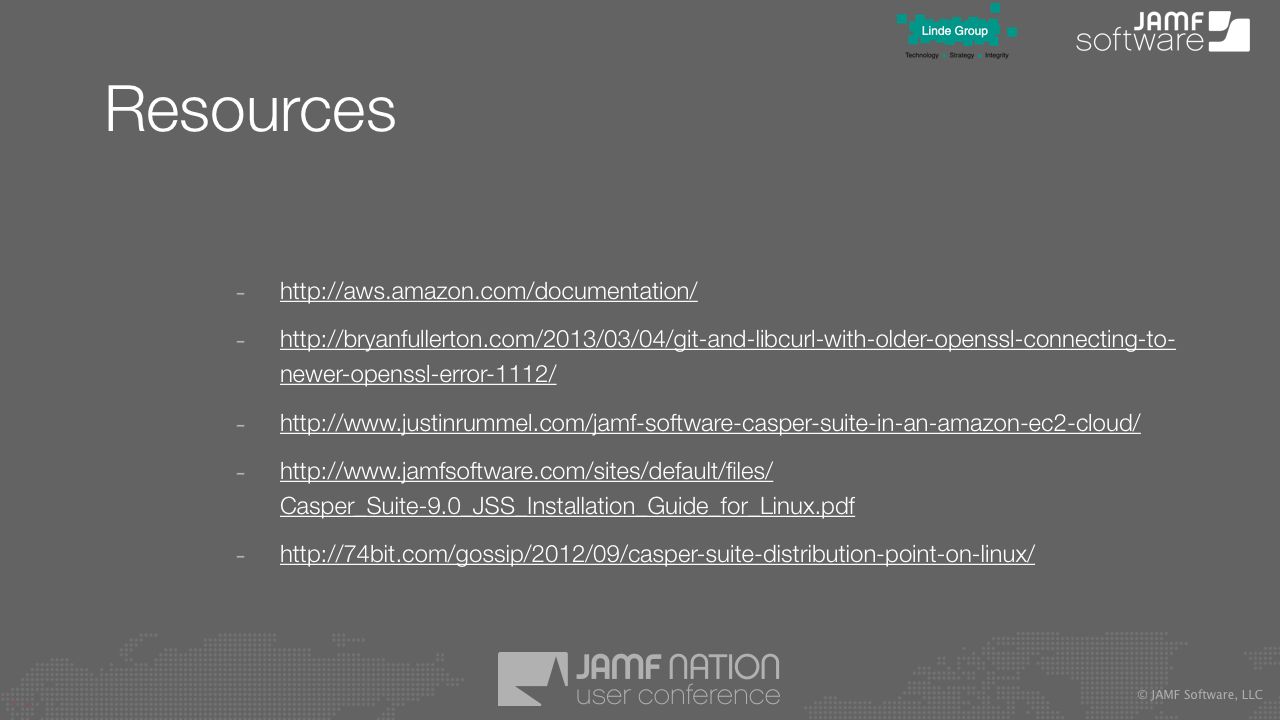 Linde Group
Technology Strategy Integrity
JAMF
software
Resources
- http://aws.amazon.com/documentation/
- http://bryanfullerton.com/2013/03/04/git-and-libcurl-with-older-openssl-connecting-to-
newer-openssl-error-1112/
- http://www.justinrummel.com/jamf-software-casper-suite-in-an-amazon-ec2-cloud/
- http://www.jamfsoftware.com/sites/default/files/
Casper_Suite-9.0_JSS_Installation_Guide_for_Linux.pdf
- http://74bit.com/gossip/2012/09/casper-suite-distribution-point-on-linux/
JAMF NATION
user conference
© JAMF Software, LLC